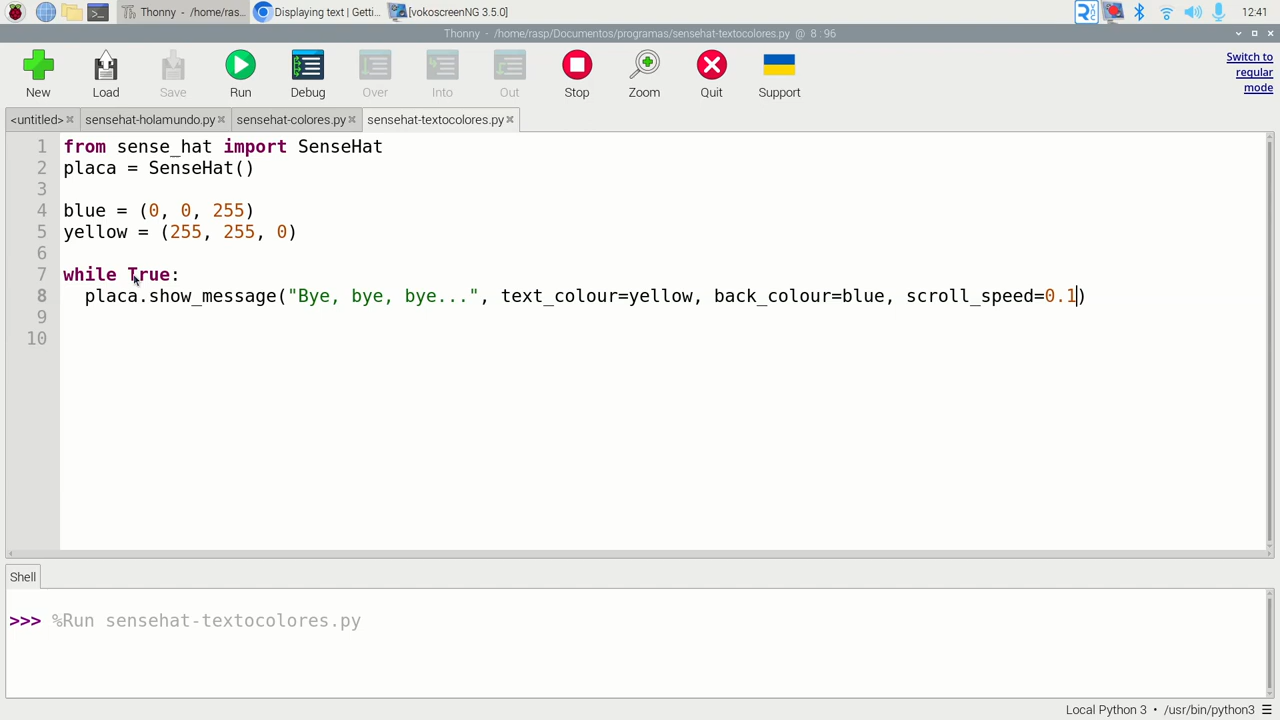 Thonny - /home/ras...
Displaying text | Getti...
[vokoscreenNG 3.5.0]
12:41
Thonny - /home/rasp/Documentos/programas/sensehat-textocolores.py @ 8:96
New
Load
Save
Run
Debug
Over
Into
Out
Stop
Zoom
Quit
Support
Switch to
regular
mode
<untitled>
sensehat-holamundo.py
sensehat-colores.py
sensehat-textocolores.py
1 from sense_hat import SenseHat
2 placa = SenseHat()
3
4 blue = (0, 0, 255)
5 yellow = (255, 255, 0)
6
7 while True:
8   placa.show_message("Bye, bye, bye...", text_colour=yellow, back_colour=blue, scroll_speed=0.1)
9
10
Shell
>>> %Run sensehat-textocolores.py
Local Python 3 • /usr/bin/python3 ☰